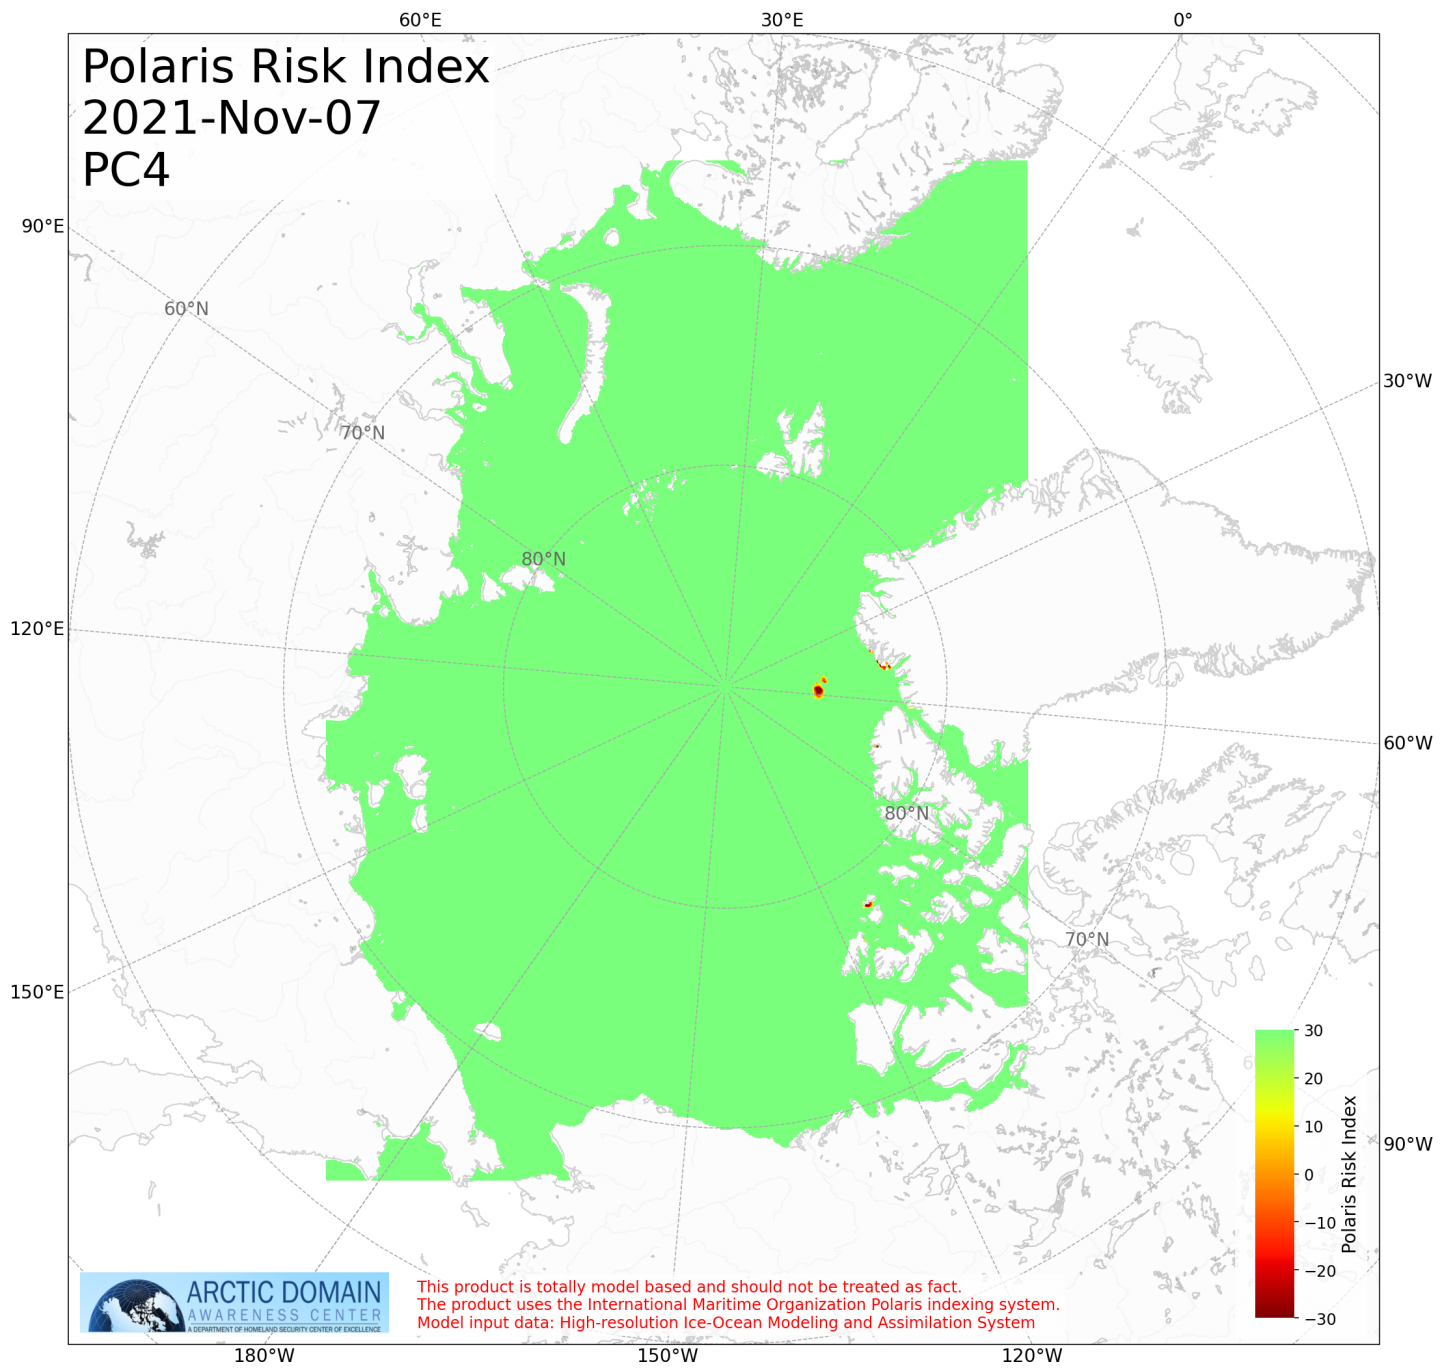 60°E 30°E 0°
Polaris Risk Index
2021-Nov-07
PC4
90°E
60°N
30°W
70°N
80°N
120°E
60°W
80°N
70°N
150°E
30
20
10
0
−10
−20
−30
Polaris Risk Index
90°W
ARCTIC DOMAIN
AWARENESS CENTER
A DEPARTMENT OF HOMELAND SECURITY CENTER OF EXCELLENCE
This product is totally model based and should not be treated as fact.
The product uses the International Maritime Organization Polaris indexing system.
Model input data: High-resolution Ice-Ocean Modeling and Assimilation System
180°W 150°W 120°W